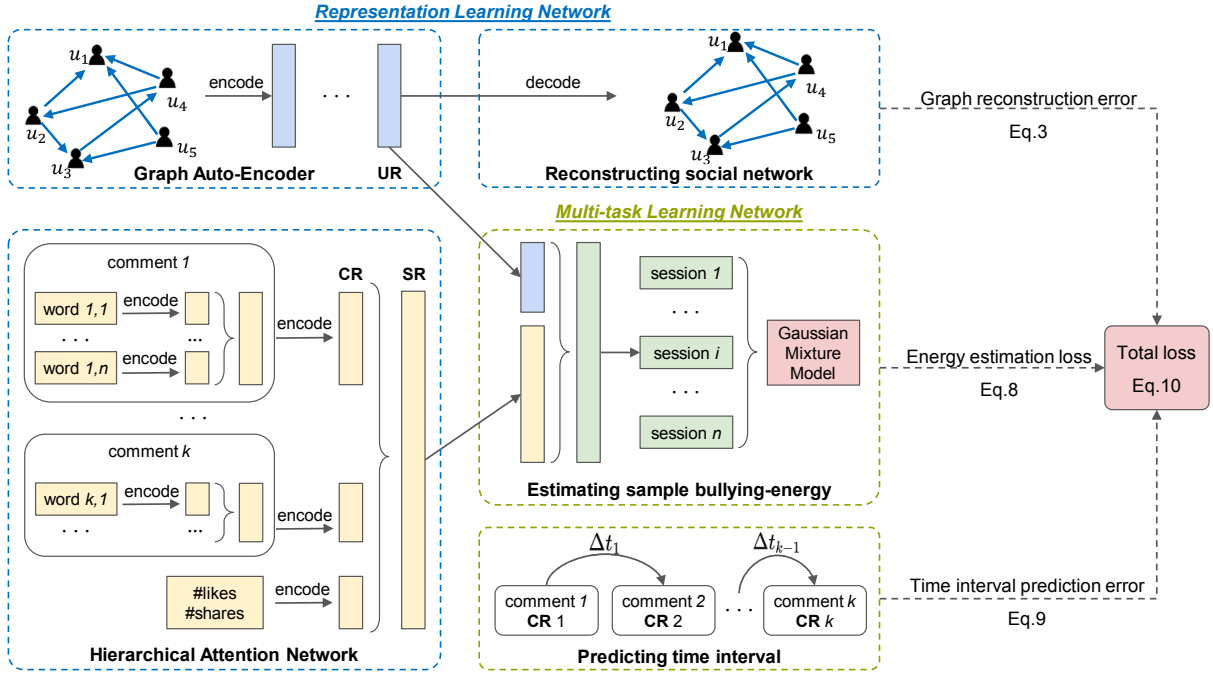 Representation Learning Network
u1
u2
u3
u4
u5
encode
. . .
decode
Graph Auto-Encoder
UR
u1
u2
u3
u4
u5
Reconstructing social network
Graph reconstruction error
Eq.3
Multi-task Learning Network
comment 1
word 1,1
encode
. . .
...
word 1,n
encode
encode
CR
SR
. . .
comment k
word k,1
encode
. . .
...
encode
#likes
#shares
encode
Hierarchical Attention Network
session 1
. . .
session i
. . .
session n
Gaussian
Mixture
Model
Estimating sample bullying-energy
Energy estimation loss
Eq.8
Total loss
Eq.10
Δt1
Δtk−1
comment 1
CR 1
comment 2
CR 2
. . .
comment k
CR k
Predicting time interval
Time interval prediction error
Eq.9